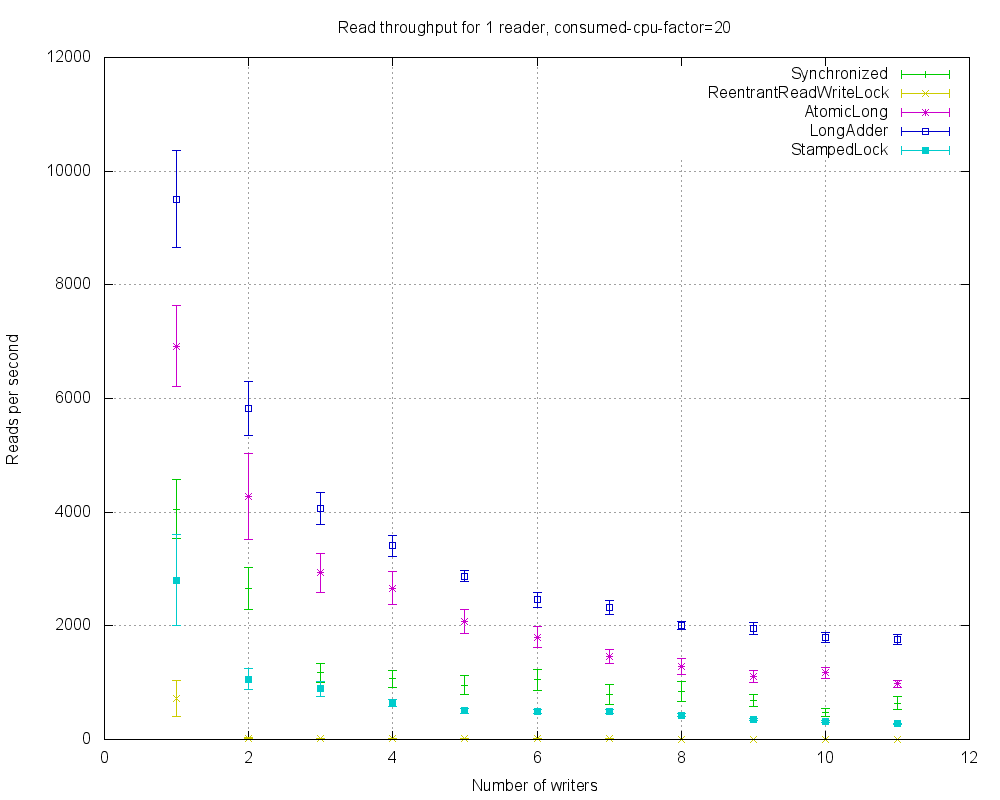 Read throughput for 1 reader, consumed-cpu-factor=20
12000
10000
8000
6000
4000
2000
0
Reads per second
Synchronized
ReentrantReadWriteLock
AtomicLong
LongAdder
StampedLock
0 2 4 6 8 10 12
Number of writers